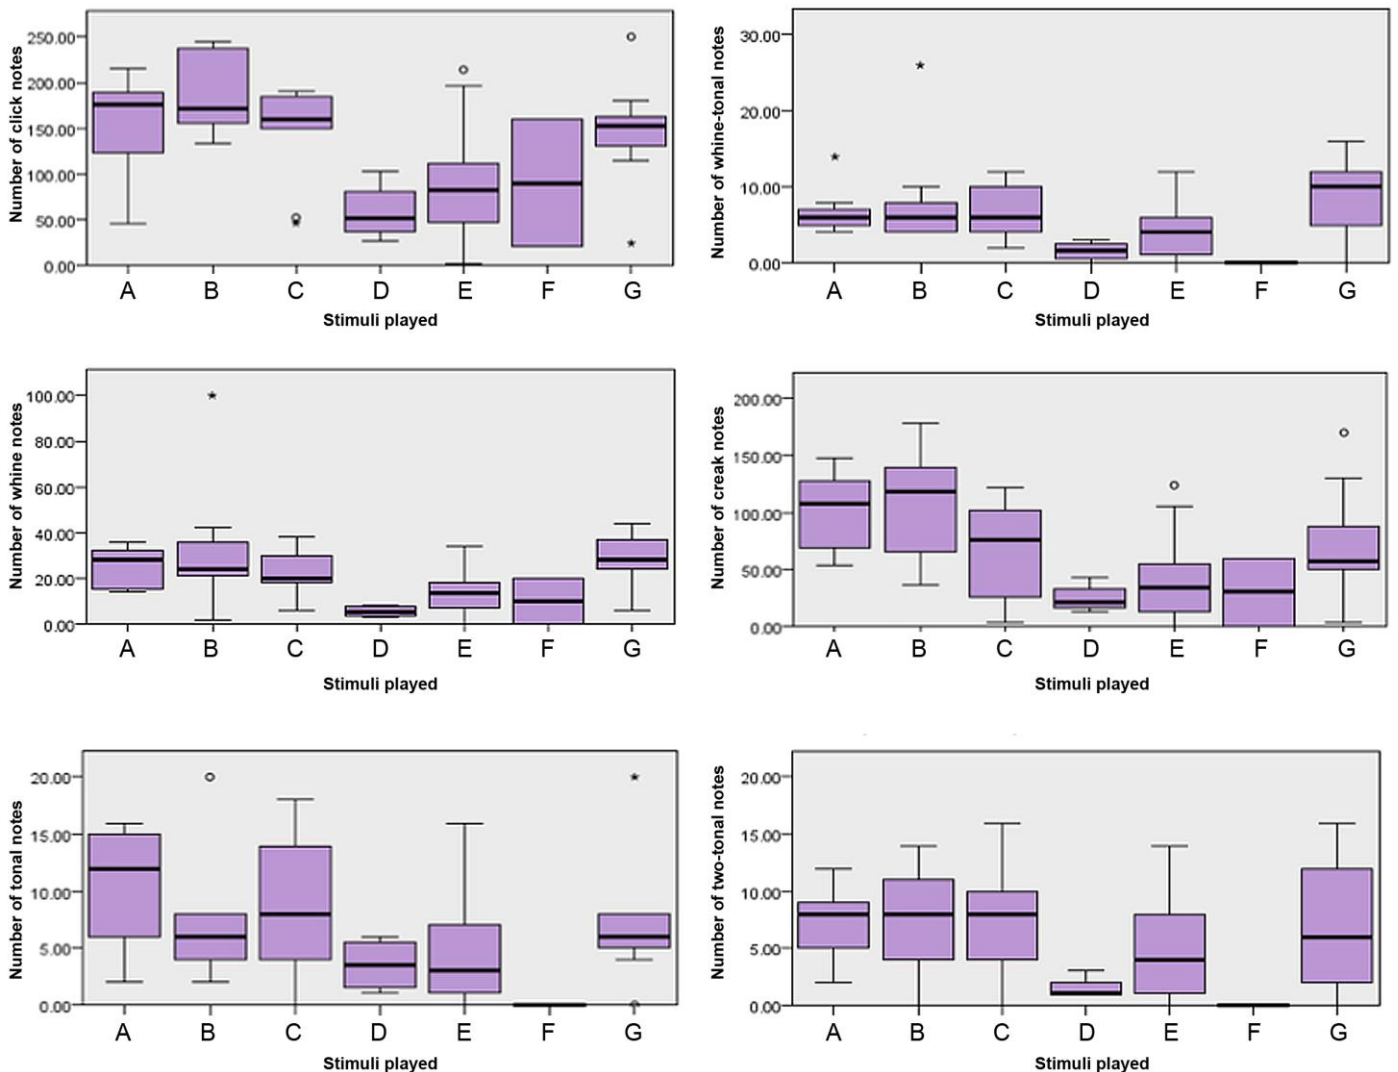 Number of click notes
250.00
200.00
150.00
100.00
50.00
0.00
A B C D E F G
Stimuli played
Number of whine-tonal notes
30.00
20.00
10.00
0.00
A B C D E F G
Stimuli played
Number of whine notes
100.00
80.00
60.00
40.00
20.00
0.00
A B C D E F G
Stimuli played
Number of creak notes
200.00
150.00
100.00
50.00
0.00
A B C D E F G
Stimuli played
Number of tonal notes
20.00
15.00
10.00
5.00
0.00
A B C D E F G
Stimuli played
Number of two-tonal notes
20.00
15.00
10.00
5.00
0.00
A B C D E F G
Stimuli played